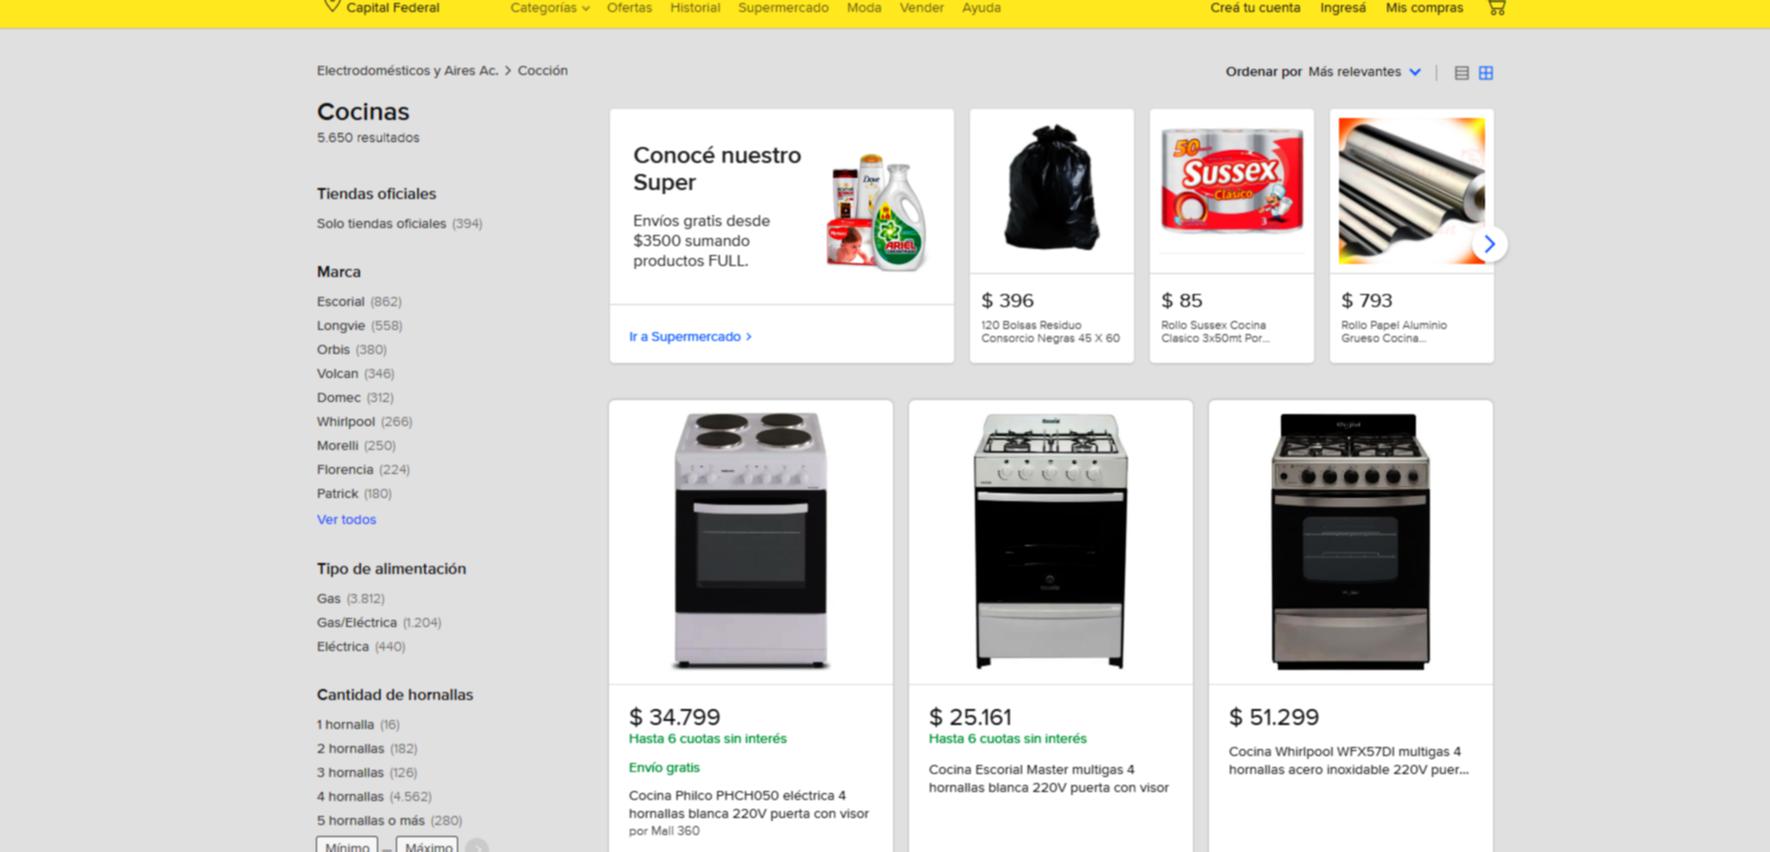 Capital Federal
Categorías
Ofertas
Historial
Supermercado
Moda
Vender
Ayuda
Creá tu cuenta
Ingresá
Mis compras
Electrodomésticos y Aires Ac. > Cocción
Ordenar por Más relevantes
Cocinas
5.650 resultados
Tiendas oficiales
Solo tiendas oficiales (394)
Marca
Escorial (862)
Longvie (558)
Orbis (380)
Volcan (346)
Domec (312)
Whirlpool (266)
Morelli (250)
Florencia (224)
Patrick (180)
Ver todos
Tipo de alimentación
Gas (3.812)
Gas/Eléctrica (1.204)
Eléctrica (440)
Cantidad de hornallas
1 hornalla (16)
2 hornallas (182)
3 hornallas (126)
4 hornallas (4.562)
5 hornallas o más (280)
Mínimo — Máximo
Conocé nuestro
Super
Envíos gratis desde
$3500 sumando
productos FULL.
Dove
ARIEL
Ir a Supermercado >
$ 396
120 Bolsas Residuo
Consorcio Negras 45 X 60
50
Sussex
Clásico
3
$ 85
Rollo Sussex Cocina
Clasico 3x50mt Por...
$ 793
Rollo Papel Aluminio
Grueso Cocina...
$ 34.799
Hasta 6 cuotas sin interés
Envío gratis
Cocina Philco PHCH050 eléctrica 4
hornallas blanca 220V puerta con visor
por Mall 360
$ 25.161
Hasta 6 cuotas sin interés
Cocina Escorial Master multigas 4
hornallas blanca 220V puerta con visor
$ 51.299
Cocina Whirlpool WFX57DI multigas 4
hornallas acero inoxidable 220V puer...